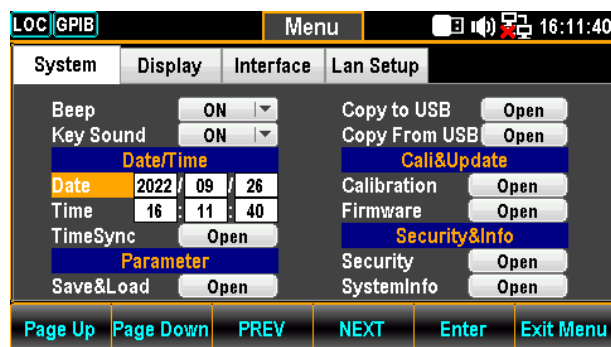 LOC GPIB Menu 16:11:40
System Display Interface Lan Setup
Beep ON
Key Sound ON
Date/Time
Date 2022 / 09 / 26
Time 16 : 11 : 40
TimeSync Open
Parameter
Save&Load Open
Copy to USB Open
Copy From USB Open
Cali&Update
Calibration Open
Firmware Open
Security&Info
Security Open
SystemInfo Open
Page Up Page Down PREV NEXT Enter Exit Menu